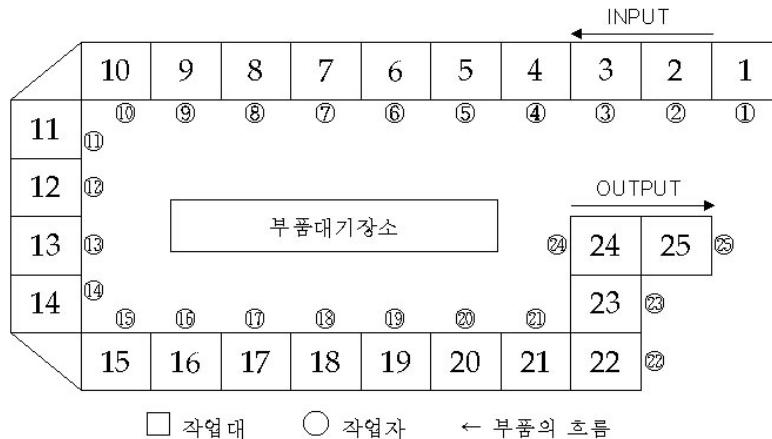 INPUT
10 9 8 7 6 5 4 3 2 1
⑩ ⑨ ⑧ ⑦ ⑥ ⑤ ④ ③ ② ①
11 ⑪
12 ⑫
OUTPUT
부품대기장소
13 ⑬ ㉔ 24 25 ㉕
14 ⑭
23 ㉓
⑮ ⑯ ⑰ ⑱ ⑲ ⑳ ㉑
15 16 17 18 19 20 21 22 ㉒
□ 작업대 ○ 작업자 ← 부품의 흐름